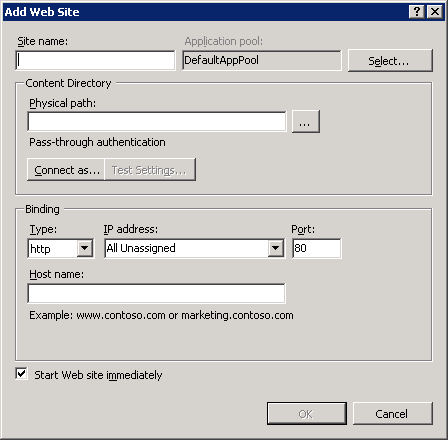 Add Web Site
Site name:
Application pool:
DefaultAppPool
Select...
Content Directory
Physical path:
...
Pass-through authentication
Connect as...
Test Settings...
Binding
Type:
IP address:
Port:
http
All Unassigned
80
Host name:
Example: www.contoso.com or marketing.contoso.com
Start Web site immediately
OK
Cancel